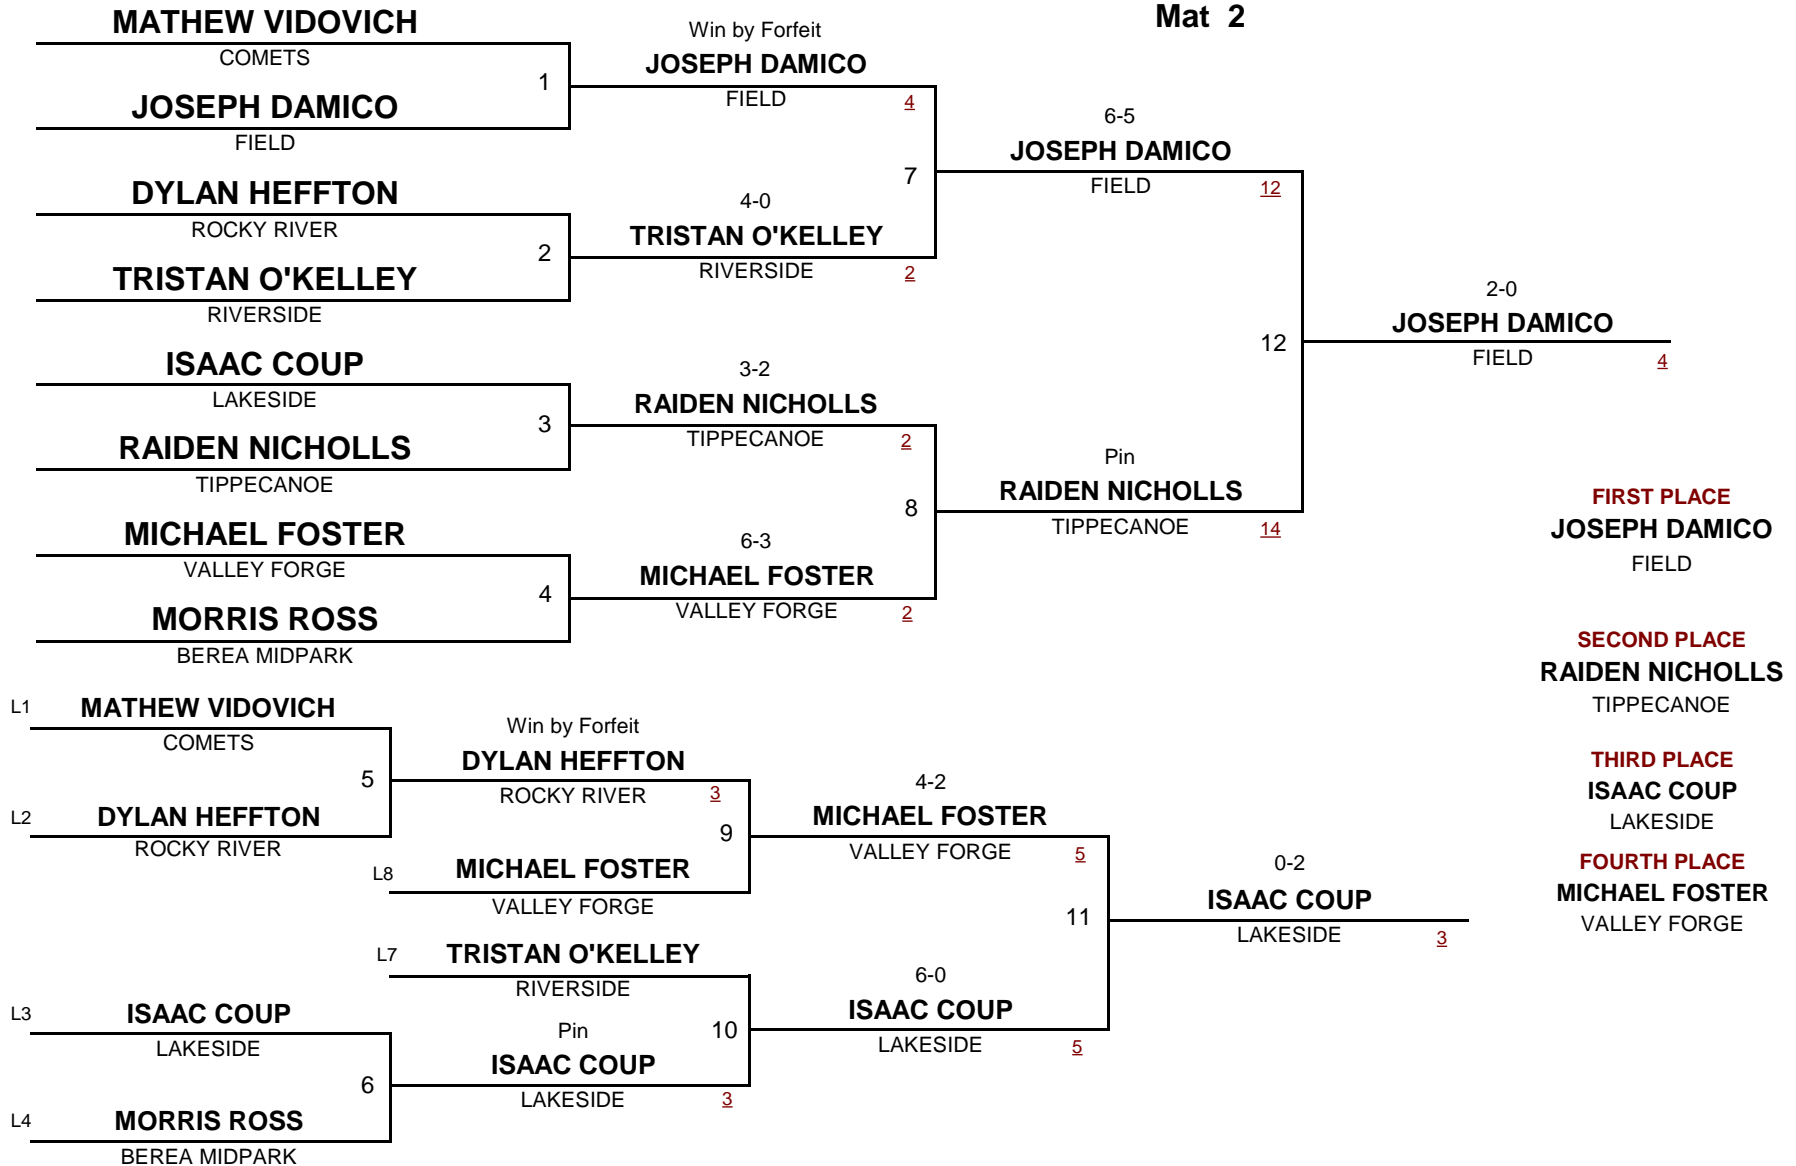 Mat 2
MATHEW VIDOVICH
COMETS
1
JOSEPH DAMICO
FIELD
DYLAN HEFFTON
ROCKY RIVER
2
TRISTAN O'KELLEY
RIVERSIDE
ISAAC COUP
LAKESIDE
3
RAIDEN NICHOLLS
TIPPECANOE
MICHAEL FOSTER
VALLEY FORGE
4
MORRIS ROSS
BEREA MIDPARK
Win by Forfeit
JOSEPH DAMICO
FIELD 4
7
4-0
TRISTAN O'KELLEY
RIVERSIDE 2
3-2
RAIDEN NICHOLLS
TIPPECANOE 2
8
6-3
MICHAEL FOSTER
VALLEY FORGE 2
6-5
JOSEPH DAMICO
FIELD 12
12
Pin
RAIDEN NICHOLLS
TIPPECANOE 14
2-0
JOSEPH DAMICO
FIELD 4
L1 MATHEW VIDOVICH
COMETS
5
L2 DYLAN HEFFTON
ROCKY RIVER
L3 ISAAC COUP
LAKESIDE
6
L4 MORRIS ROSS
BEREA MIDPARK
Win by Forfeit
DYLAN HEFFTON
ROCKY RIVER 3
9
L8 MICHAEL FOSTER
VALLEY FORGE
L7 TRISTAN O'KELLEY
RIVERSIDE
10
Pin
ISAAC COUP
LAKESIDE 3
4-2
MICHAEL FOSTER
VALLEY FORGE 5
11
6-0
ISAAC COUP
LAKESIDE 5
0-2
ISAAC COUP
LAKESIDE 3
FIRST PLACE
JOSEPH DAMICO
FIELD
SECOND PLACE
RAIDEN NICHOLLS
TIPPECANOE
THIRD PLACE
ISAAC COUP
LAKESIDE
FOURTH PLACE
MICHAEL FOSTER
VALLEY FORGE